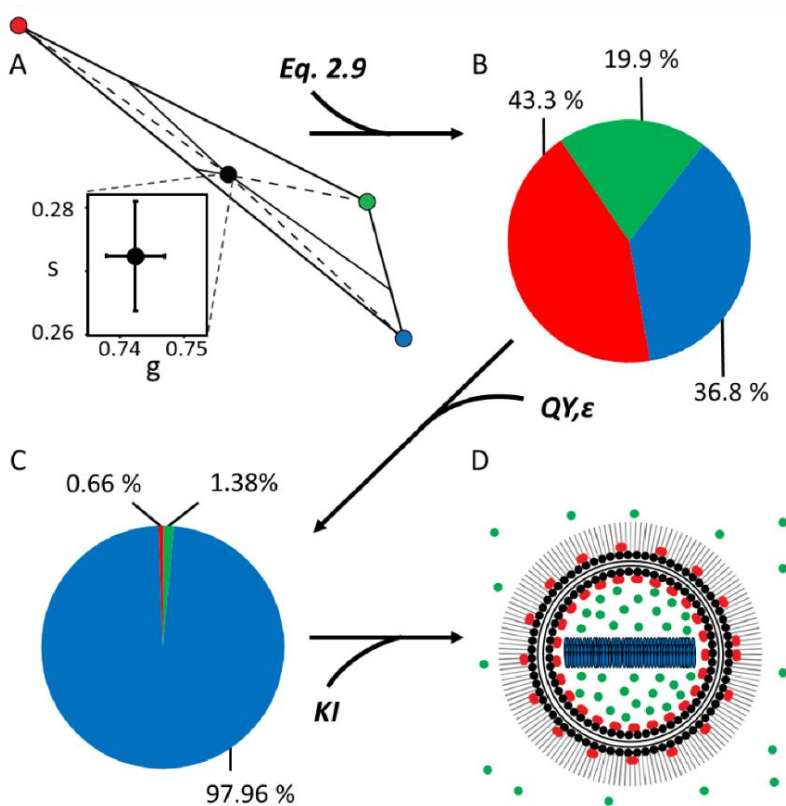 A
Eq. 2.9
B
19.9 %
43.3 %
36.8 %
0.28
S
0.26
0.74
0.75
g
QY,ε
C
0.66 %
1.38%
97.96 %
KI
D